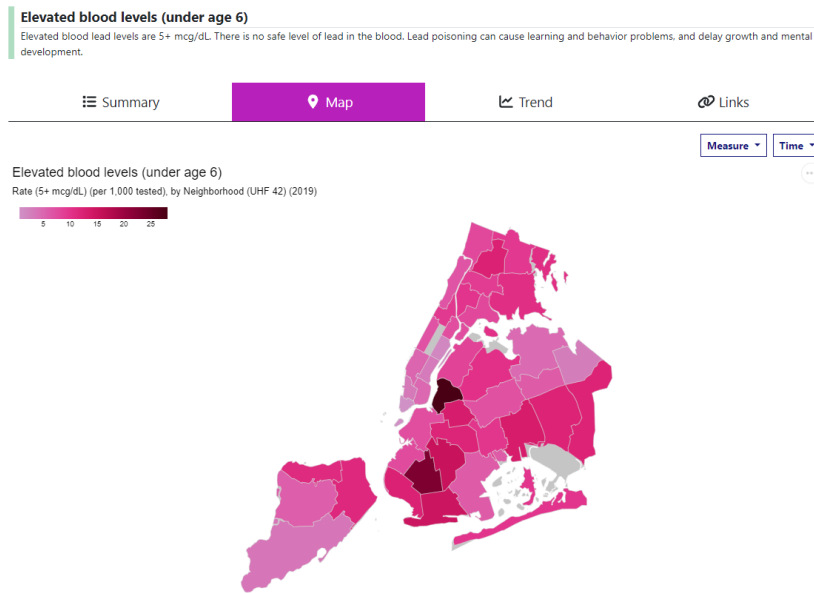 Elevated blood levels (under age 6)
Elevated blood lead levels are 5+ mcg/dL. There is no safe level of lead in the blood. Lead poisoning can cause learning and behavior problems, and delay growth and mental
development.
Summary
Map
Trend
Links
Measure
Time
Elevated blood levels (under age 6)
Rate (5+ mcg/dL) (per 1,000 tested), by Neighborhood (UHF 42) (2019)
5 10 15 20 25